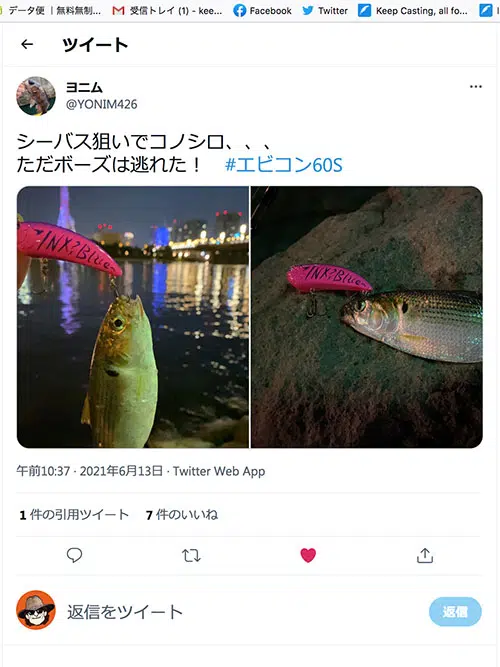 データ便 | 無料無制...
受信トレイ (1) - kee...
Facebook
Twitter
Keep Casting, all fo...
ツイート
ヨニム
@YONIM426
シーバス狙いでコノシロ、、、
ただボーズは逃れた！ #エビコン60S
INX?Blue
INX?Blue
午前10:37 · 2021年6月13日 · Twitter Web App
1 件の引用ツイート 7 件のいいね
返信をツイート
返信